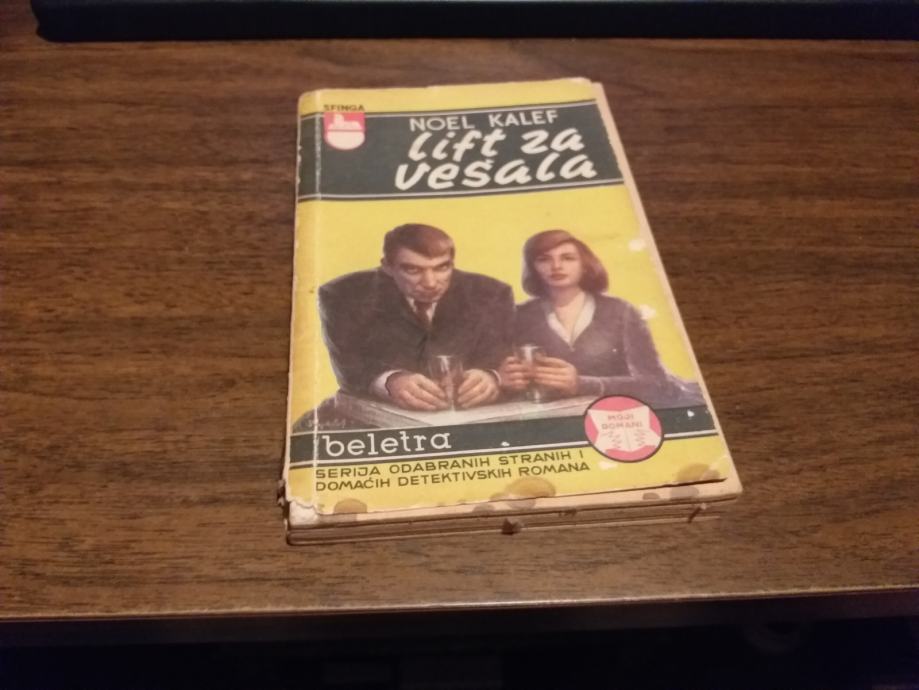 SFINGA
NOEL KALEF
lift za
vešala
beletra
MOJI
ROMANI
SERIJA ODABRANIH STRANIH I
DOMAĆIH DETEKTIVSKIH ROMANA